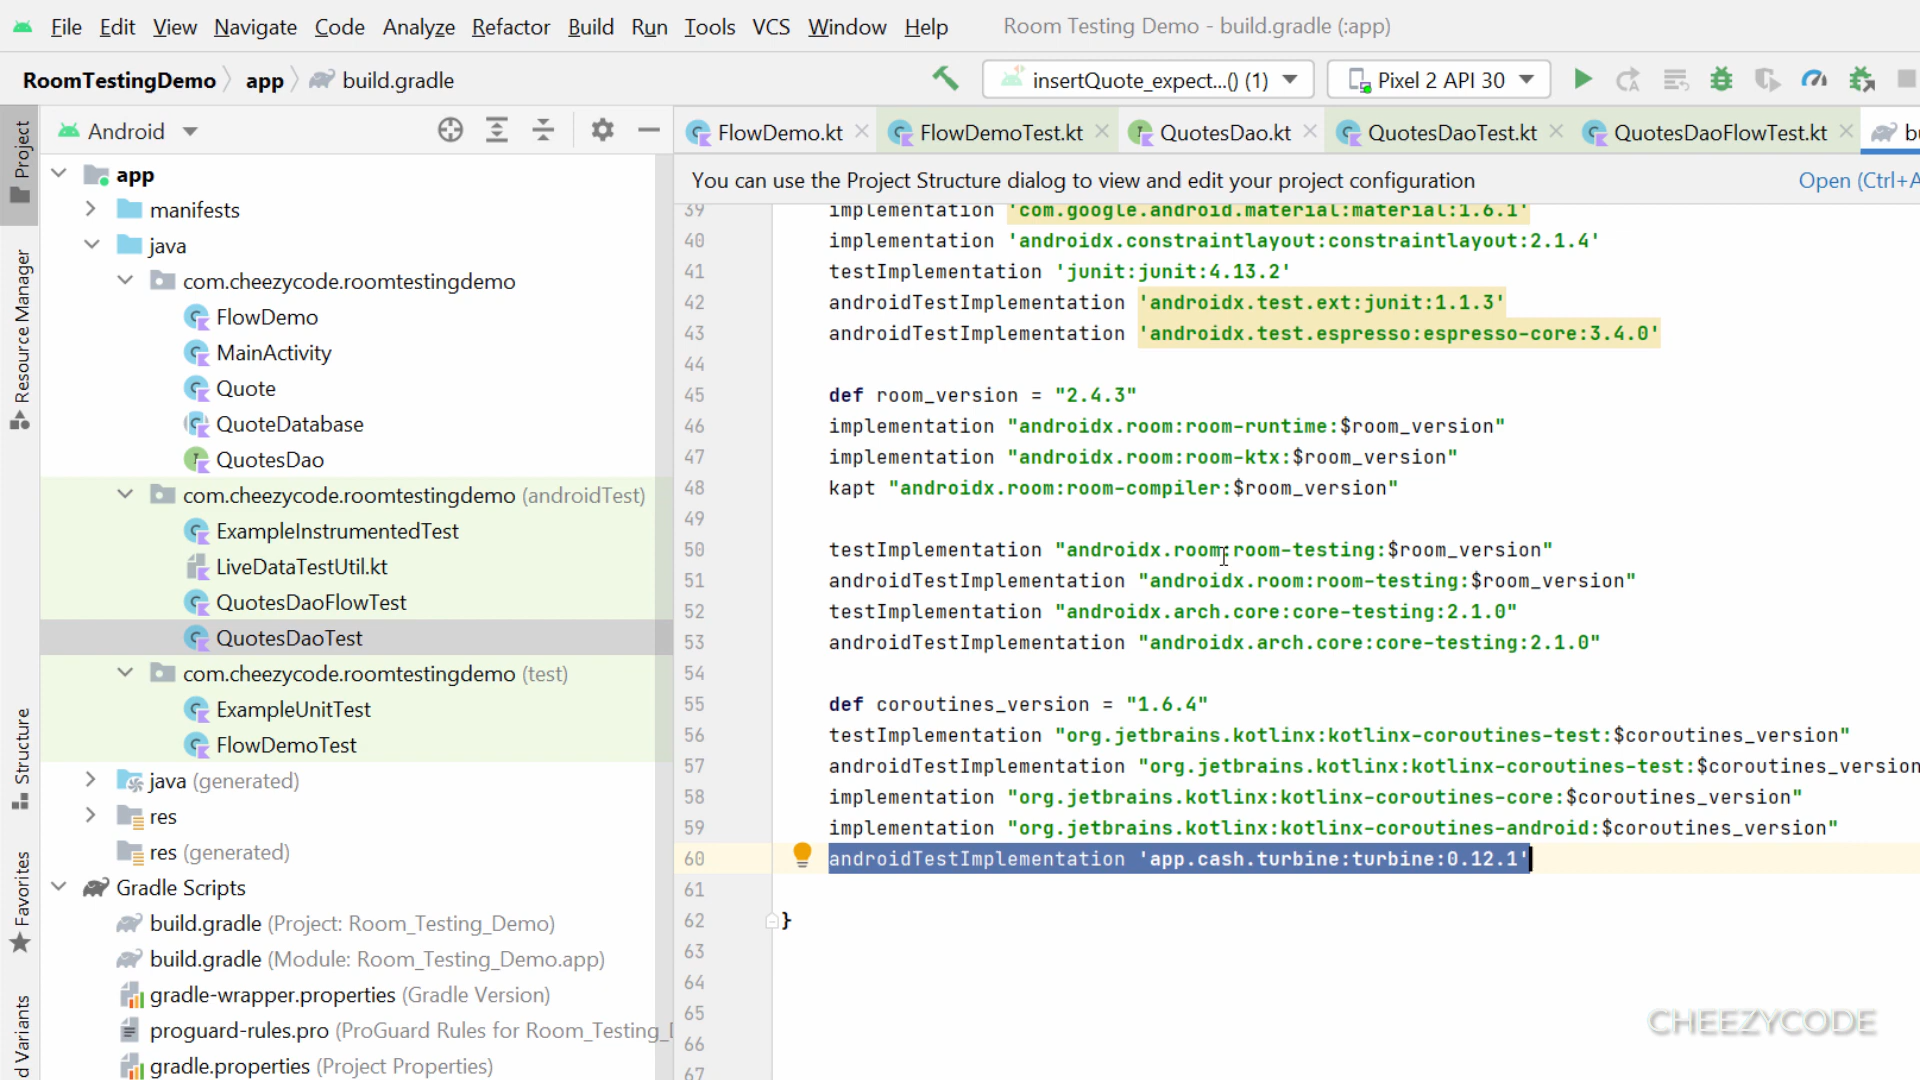 File Edit View Navigate Code Analyze Refactor Build Run Tools VCS Window Help Room Testing Demo - build.gradle (:app)
RoomTestingDemo app build.gradle insertQuote_expect...() (1) Pixel 2 API 30
Project
Resource Manager
Structure
Favorites
d Variants
Android
app
manifests
java
com.cheezycode.roomtestingdemo
FlowDemo
MainActivity
Quote
QuoteDatabase
QuotesDao
com.cheezycode.roomtestingdemo (androidTest)
ExampleInstrumentedTest
LiveDataTestUtil.kt
QuotesDaoFlowTest
QuotesDaoTest
com.cheezycode.roomtestingdemo (test)
ExampleUnitTest
FlowDemoTest
java (generated)
res
res (generated)
Gradle Scripts
build.gradle (Project: Room_Testing_Demo)
build.gradle (Module: Room_Testing_Demo.app)
gradle-wrapper.properties (Gradle Version)
proguard-rules.pro (ProGuard Rules for Room_Testing_
gradle.properties (Project Properties)
FlowDemo.kt FlowDemoTest.kt QuotesDao.kt QuotesDaoTest.kt QuotesDaoFlowTest.kt bu
You can use the Project Structure dialog to view and edit your project configuration Open (Ctrl+A
39 implementation 'com.google.android.material:material:1.6.1'
40 implementation 'androidx.constraintlayout:constraintlayout:2.1.4'
41 testImplementation 'junit:junit:4.13.2'
42 androidTestImplementation 'androidx.test.ext:junit:1.1.3'
43 androidTestImplementation 'androidx.test.espresso:espresso-core:3.4.0'
44
45 def room_version = "2.4.3"
46 implementation "androidx.room:room-runtime:$room_version"
47 implementation "androidx.room:room-ktx:$room_version"
48 kapt "androidx.room:room-compiler:$room_version"
49
50 testImplementation "androidx.room:room-testing:$room_version"
51 androidTestImplementation "androidx.room:room-testing:$room_version"
52 testImplementation "androidx.arch.core:core-testing:2.1.0"
53 androidTestImplementation "androidx.arch.core:core-testing:2.1.0"
54
55 def coroutines_version = "1.6.4"
56 testImplementation "org.jetbrains.kotlinx:kotlinx-coroutines-test:$coroutines_version"
57 androidTestImplementation "org.jetbrains.kotlinx:kotlinx-coroutines-test:$coroutines_version
58 implementation "org.jetbrains.kotlinx:kotlinx-coroutines-core:$coroutines_version"
59 implementation "org.jetbrains.kotlinx:kotlinx-coroutines-android:$coroutines_version"
60 androidTestImplementation 'app.cash.turbine:turbine:0.12.1'
61
62 }
63
64
65
66
67
CHEEZYCODE